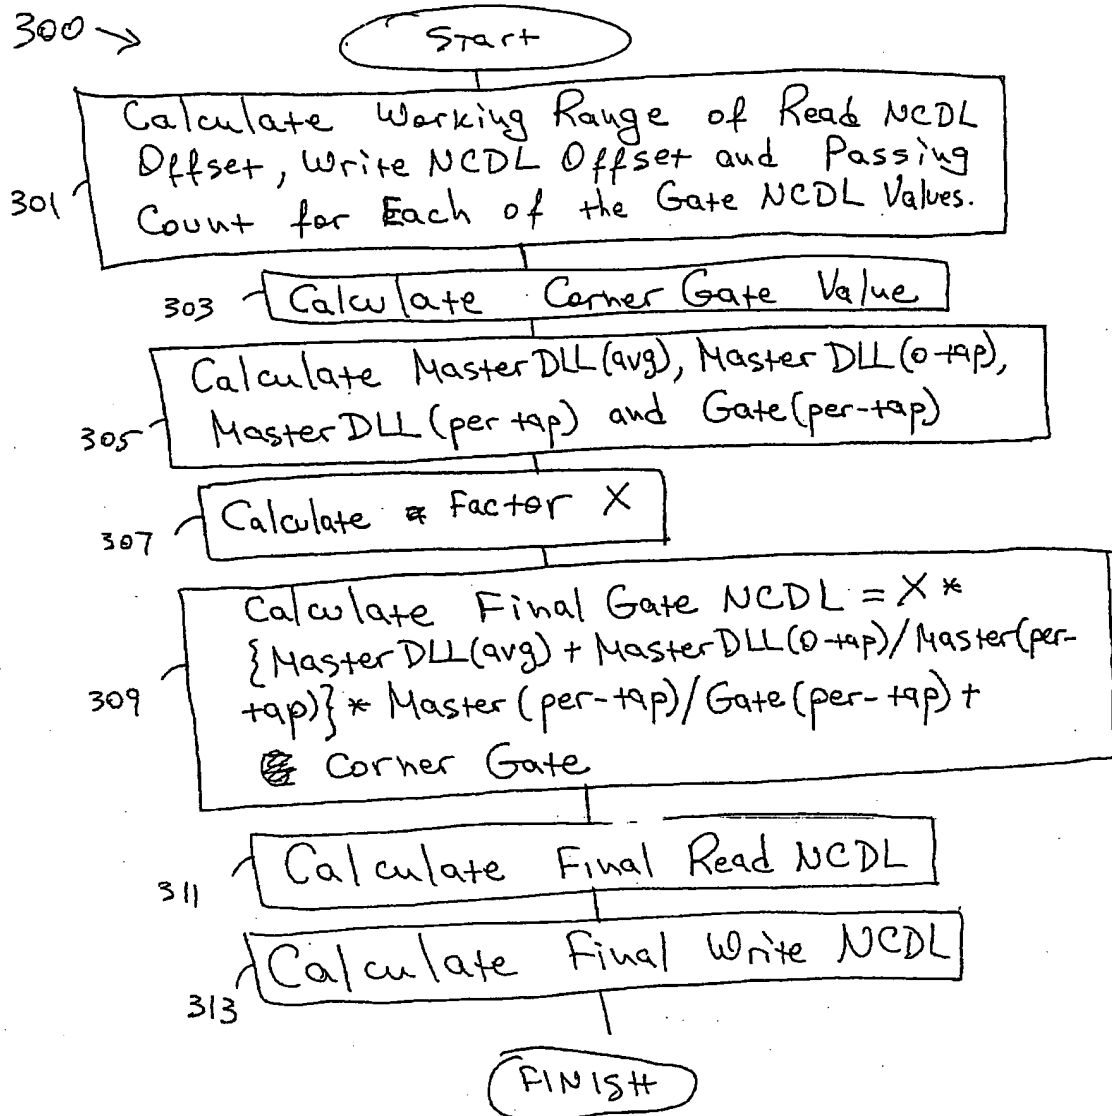 300
Start
Calculate Working Range of Read NCDL
Offset, Write NCDL Offset and Passing
Count for Each of the Gate NCDL Values.
301
303
Calculate Corner Gate Value
Calculate MasterDLL(avg), MasterDLL(0-tap),
MasterDLL(per tap) and Gate(per-tap)
305
Calculate Factor X
307
Calculate Final Gate NCDL = X *
{MasterDLL(avg) + MasterDLL(0-tap)/Master(per-
tap)} * Master(per-tap)/Gate(per-tap) +
Corner Gate
309
Calculate Final Read NCDL
311
Calculate Final Write NCDL
313
FINISH